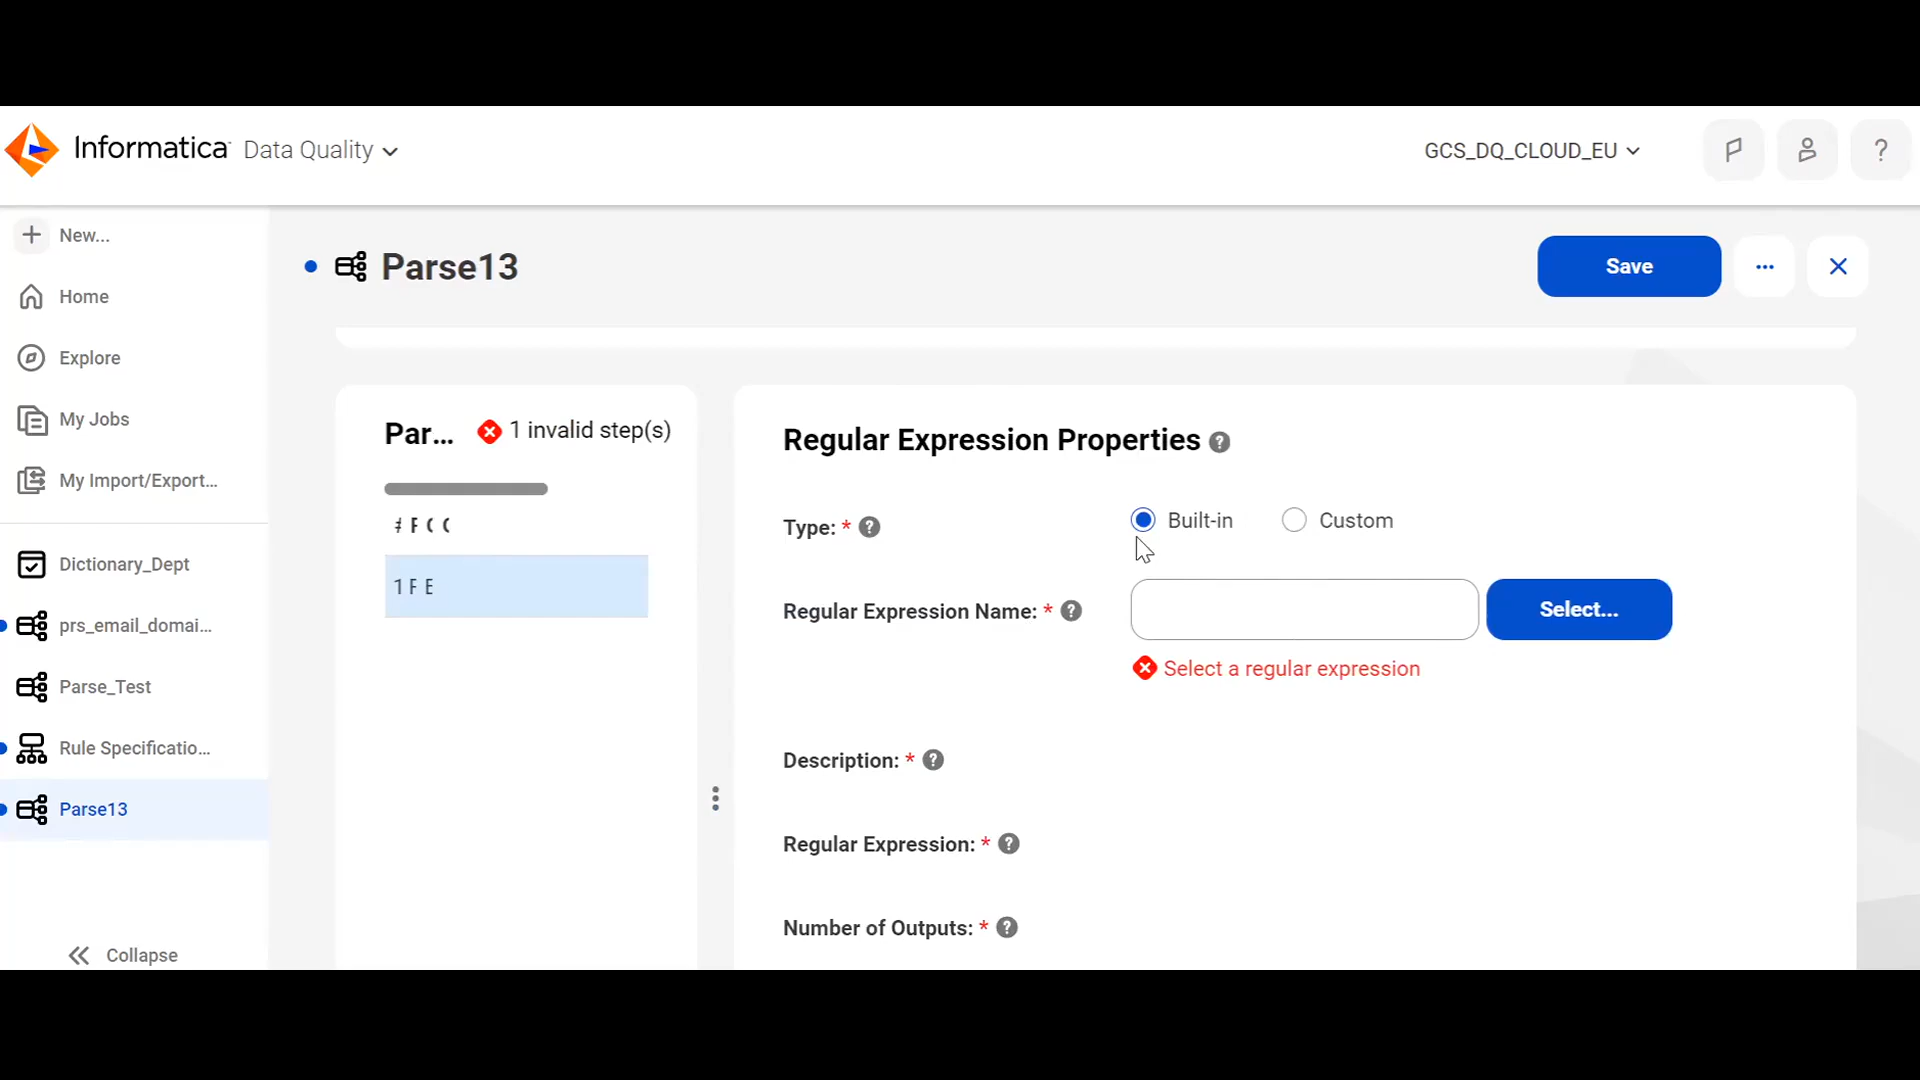 Informatica Data Quality
GCS_DQ_CLOUD_EU
?
New...
Home
Explore
My Jobs
My Import/Export...
Dictionary_Dept
prs_email_domai...
Parse_Test
Rule Specificatio...
Parse13
Collapse
Parse13
Save
Par... 1 invalid step(s)
1 F E
Regular Expression Properties ?
Type: * ? Built-in Custom
Regular Expression Name: * ? Select...
Select a regular expression
Description: * ?
Regular Expression: * ?
Number of Outputs: * ?